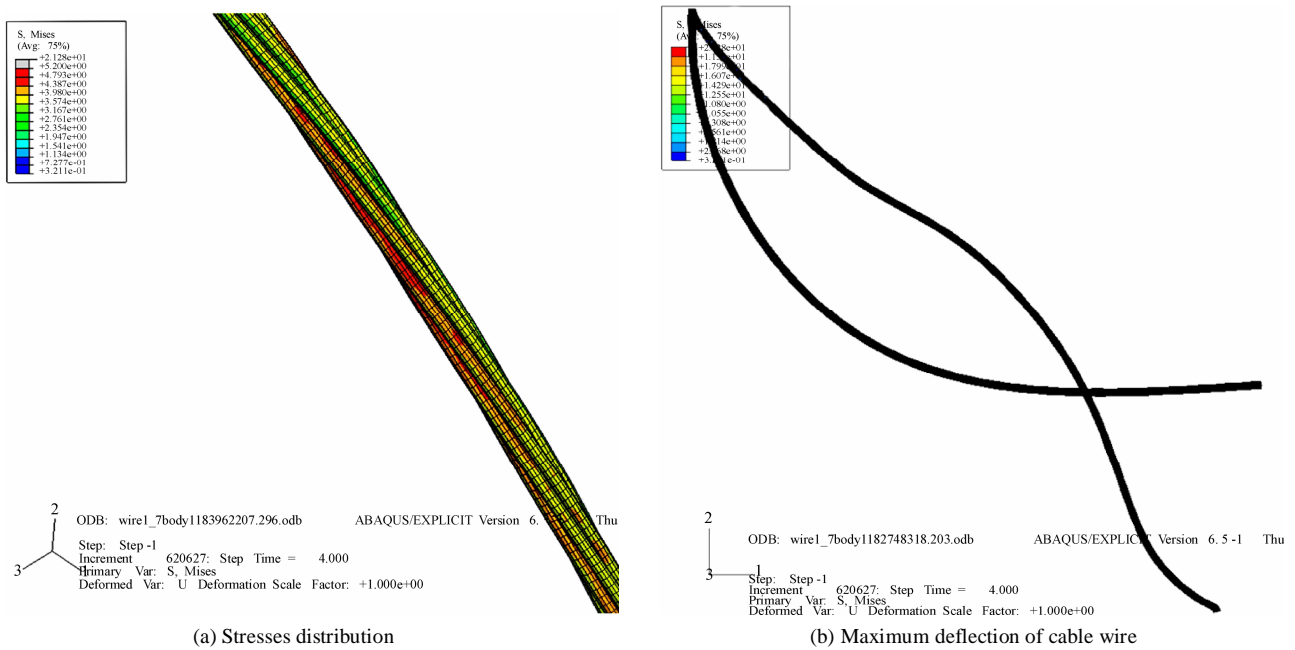 S, Mises
(Avg: 75%)
+2.128e+01
+5.200e+00
+4.793e+00
+4.387e+00
+3.980e+00
+3.574e+00
+3.167e+00
+2.761e+00
+2.354e+00
+1.947e+00
+1.541e+00
+1.134e+00
+7.277e-01
+3.211e-01
2
3
ODB: wire1_7body1183962207.296.odb ABAQUS/EXPLICIT Version 6. Thu
Step: Step -1
Increment 620627: Step Time = 4.000
Primary Var: S, Mises
Deformed Var: U Deformation Scale Factor: +1.000e+00
(a) Stresses distribution
S, Mises
75%)
+1.607e+
+1.429e+01
+1.255e+01
2
3
1
ODB: wire1_7body1182748318.203.odb ABAQUS/EXPLICIT Version 6. 5 -1 Thu
Step: Step -1
Increment 620627: Step Time = 4.000
Primary Var: S, Mises
Deformed Var: U Deformation Scale Factor: +1.000e+00
(b) Maximum deflection of cable wire